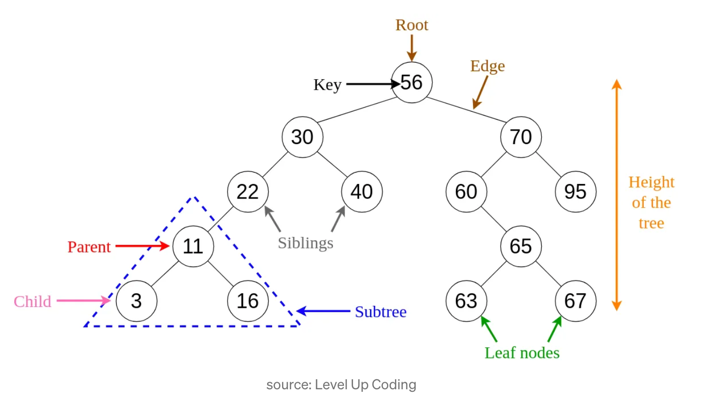 Root
Edge
Key
56
30
70
22
40
60
95
Height
of the
tree
Siblings
Parent
11
65
Child
3
16
63
67
Subtree
Leaf nodes
source: Level Up Coding